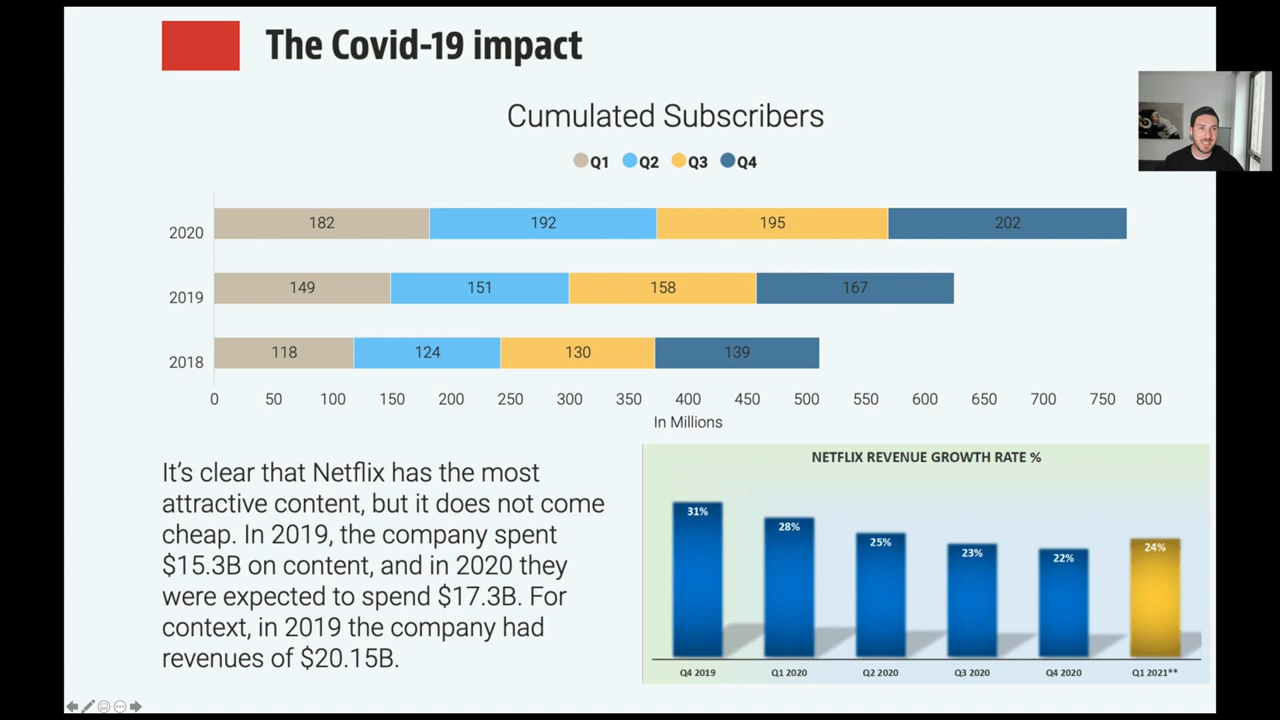 The Covid-19 impact
Cumulated Subscribers
Q1 Q2 Q3 Q4
2020 182 192 195 202
2019 149 151 158 167
2018 118 124 130 139
0 50 100 150 200 250 300 350 400 450 500 550 600 650 700 750 800
In Millions
It's clear that Netflix has the most
attractive content, but it does not come
cheap. In 2019, the company spent
$15.3B on content, and in 2020 they
were expected to spend $17.3B. For
context, in 2019 the company had
revenues of $20.15B.
NETFLIX REVENUE GROWTH RATE %
31% 28% 25% 23% 22% 24%
Q4 2019 Q1 2020 Q2 2020 Q3 2020 Q4 2020 Q1 2021**